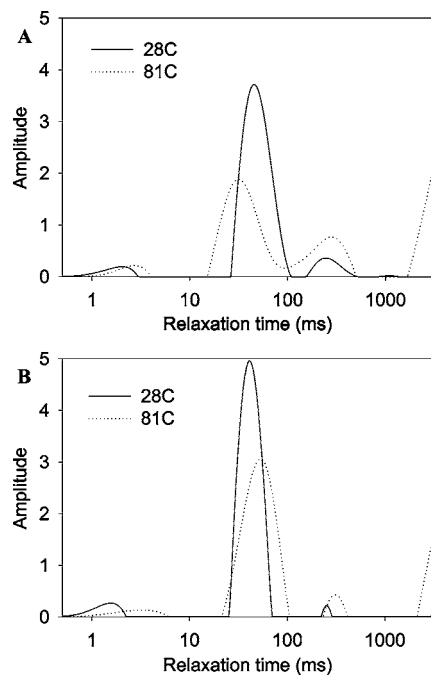 A
28C
81C
5
4
3
2
1
0
Amplitude
1 10 100 1000
Relaxation time (ms)
B
28C
81C
5
4
3
2
1
0
Amplitude
1 10 100 1000
Relaxation time (ms)